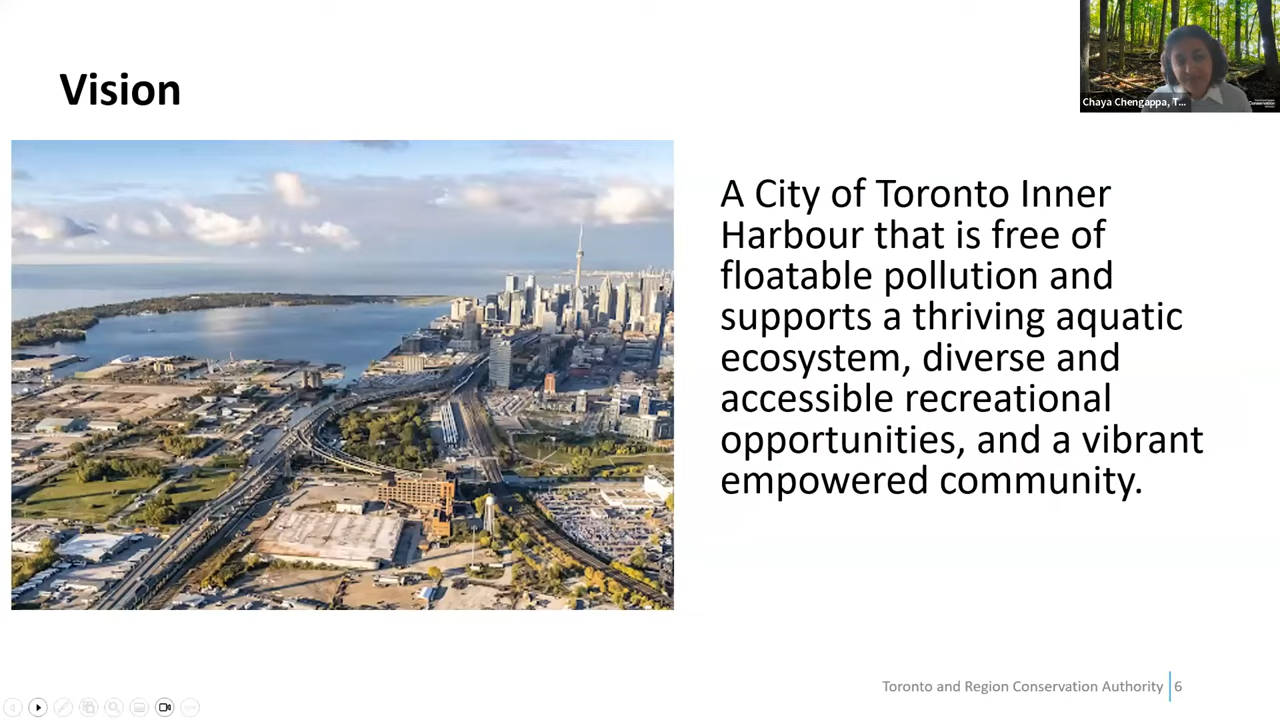 Vision
Chaya Chengappa, T...
A City of Toronto Inner
Harbour that is free of
floatable pollution and
supports a thriving aquatic
ecosystem, diverse and
accessible recreational
opportunities, and a vibrant
empowered community.
Toronto and Region Conservation Authority 6